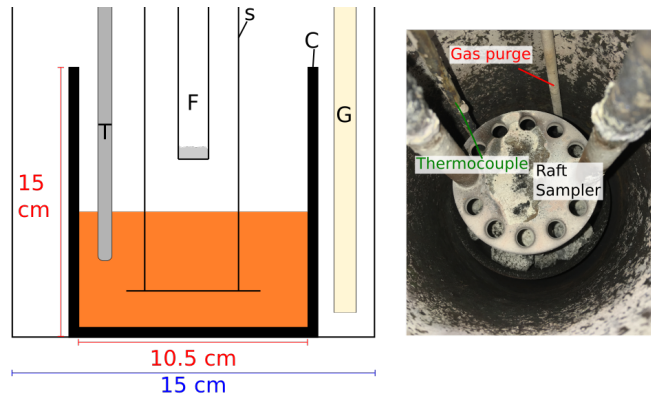 s
C
F
T
G
15
cm
10.5 cm
15 cm
Gas purge
Thermocouple
Raft
Sampler